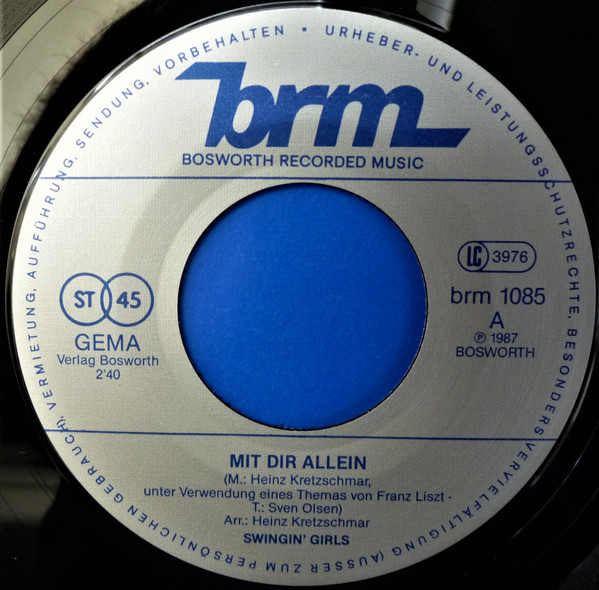 URHEBER- UND LEISTUNGSSCHUTZRECHTE, BESONDERS VERVIELFÄLTIGUNG (AUSSER ZUM PERSÖNLICHEN GEBRAUCH), VERMIETUNG, AUFFÜHRUNG, SENDUNG, VORBEHALTEN •
brm
BOSWORTH RECORDED MUSIC
ST 45
GEMA
Verlag Bosworth
2'40
LC 3976
brm 1085
A
℗ 1987
BOSWORTH
MIT DIR ALLEIN
(M.: Heinz Kretzschmar,
unter Verwendung eines Themas von Franz Liszt -
T.: Sven Olsen)
Arr.: Heinz Kretzschmar
SWINGIN' GIRLS